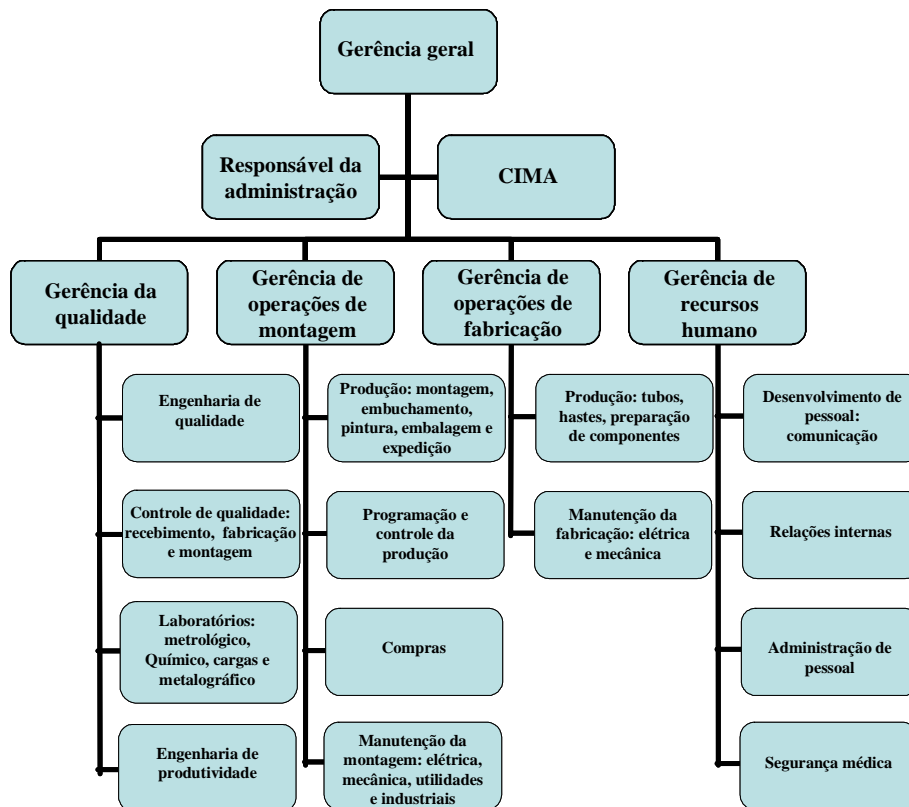 Gerência geral
Responsável da
administração
CIMA
Gerência da
qualidade
Gerência de
operações de
montagem
Gerência de
operações de
fabricação
Gerência de
recursos
humano
Engenharia de
qualidade
Controle de qualidade:
recebimento, fabricação
e montagem
Laboratórios:
metrológico,
Químico, cargas e
metalográfico
Engenharia de
produtividade
Produção: montagem,
embuchamento,
pintura, embalagem e
expedição
Programação e
controle da
produção
Compras
Manutenção da
montagem: elétrica,
mecânica, utilidades
e industriais
Produção: tubos,
hastes, preparação
de componentes
Manutenção da
fabricação: elétrica
e mecânica
Desenvolvimento de
pessoal:
comunicação
Relações internas
Administração de
pessoal
Segurança médica